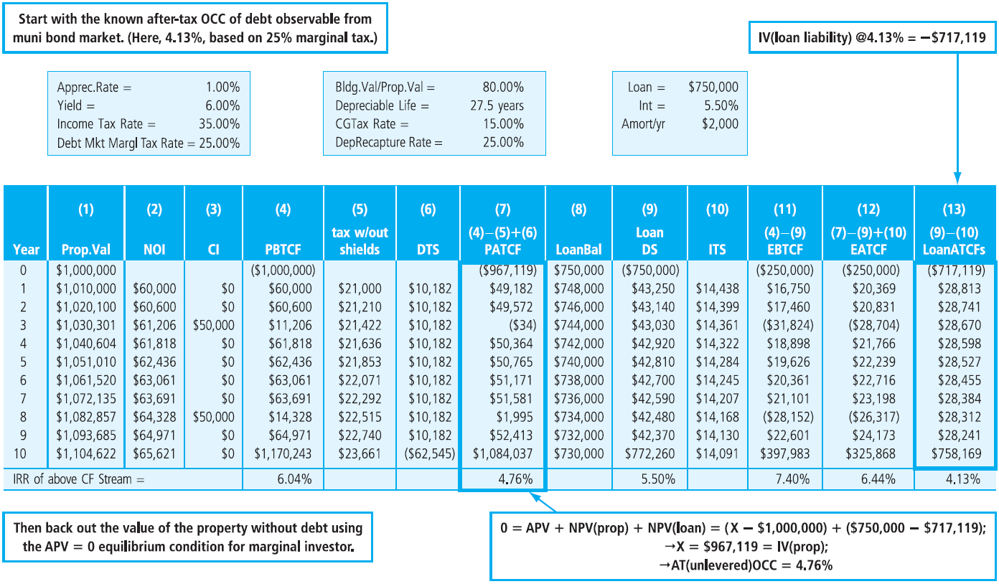 Start with the known after-tax OCC of debt observable from
muni bond market. (Here, 4.13%, based on 25% marginal tax.)
IV(loan liability) @4.13% = −$717,119
Apprec.Rate = 1.00%
Yield = 6.00%
Income Tax Rate = 35.00%
Debt Mkt Margl Tax Rate = 25.00%
Bldg.Val/Prop.Val = 80.00%
Depreciable Life = 27.5 years
CGTax Rate = 15.00%
DepRecapture Rate = 25.00%
Loan = $750,000
Int = 5.50%
Amort/yr $2,000
(1) (2) (3) (4) (5) (6) (7) (8) (9) (10) (11) (12) (13)
tax w/out (4)−(5)+(6) Loan (4)−(9) (7)−(9)+(10) (9)−(10)
Year Prop.Val NOI CI PBTCF shields DTS PATCF LoanBal DS ITS EBTCF EATCF LoanATCFs
0 $1,000,000 ($1,000,000) ($967,119) $750,000 ($750,000) ($250,000) ($250,000) ($717,119)
1 $1,010,000 $60,000 $0 $60,000 $21,000 $10,182 $49,182 $748,000 $43,250 $14,438 $16,750 $20,369 $28,813
2 $1,020,100 $60,600 $0 $60,600 $21,210 $10,182 $49,572 $746,000 $43,140 $14,399 $17,460 $20,831 $28,741
3 $1,030,301 $61,206 $50,000 $11,206 $21,422 $10,182 ($34) $744,000 $43,030 $14,361 ($31,824) ($28,704) $28,670
4 $1,040,604 $61,818 $0 $61,818 $21,636 $10,182 $50,364 $742,000 $42,920 $14,322 $18,898 $21,766 $28,598
5 $1,051,010 $62,436 $0 $62,436 $21,853 $10,182 $50,765 $740,000 $42,810 $14,284 $19,626 $22,239 $28,527
6 $1,061,520 $63,061 $0 $63,061 $22,071 $10,182 $51,171 $738,000 $42,700 $14,245 $20,361 $22,716 $28,455
7 $1,072,135 $63,691 $0 $63,691 $22,292 $10,182 $51,581 $736,000 $42,590 $14,207 $21,101 $23,198 $28,384
8 $1,082,857 $64,328 $50,000 $14,328 $22,515 $10,182 $1,995 $734,000 $42,480 $14,168 ($28,152) ($26,317) $28,312
9 $1,093,685 $64,971 $0 $64,971 $22,740 $10,182 $52,413 $732,000 $42,370 $14,130 $22,601 $24,173 $28,241
10 $1,104,622 $65,621 $0 $1,170,243 $23,661 ($62,545) $1,084,037 $730,000 $772,260 $14,091 $397,983 $325,868 $758,169
IRR of above CF Stream = 6.04% 4.76% 5.50% 7.40% 6.44% 4.13%
Then back out the value of the property without debt using
the APV = 0 equilibrium condition for marginal investor.
0 = APV + NPV(prop) + NPV(loan) = (X − $1,000,000) + ($750,000 − $717,119);
→X = $967,119 = IV(prop);
→AT(unlevered)OCC = 4.76%